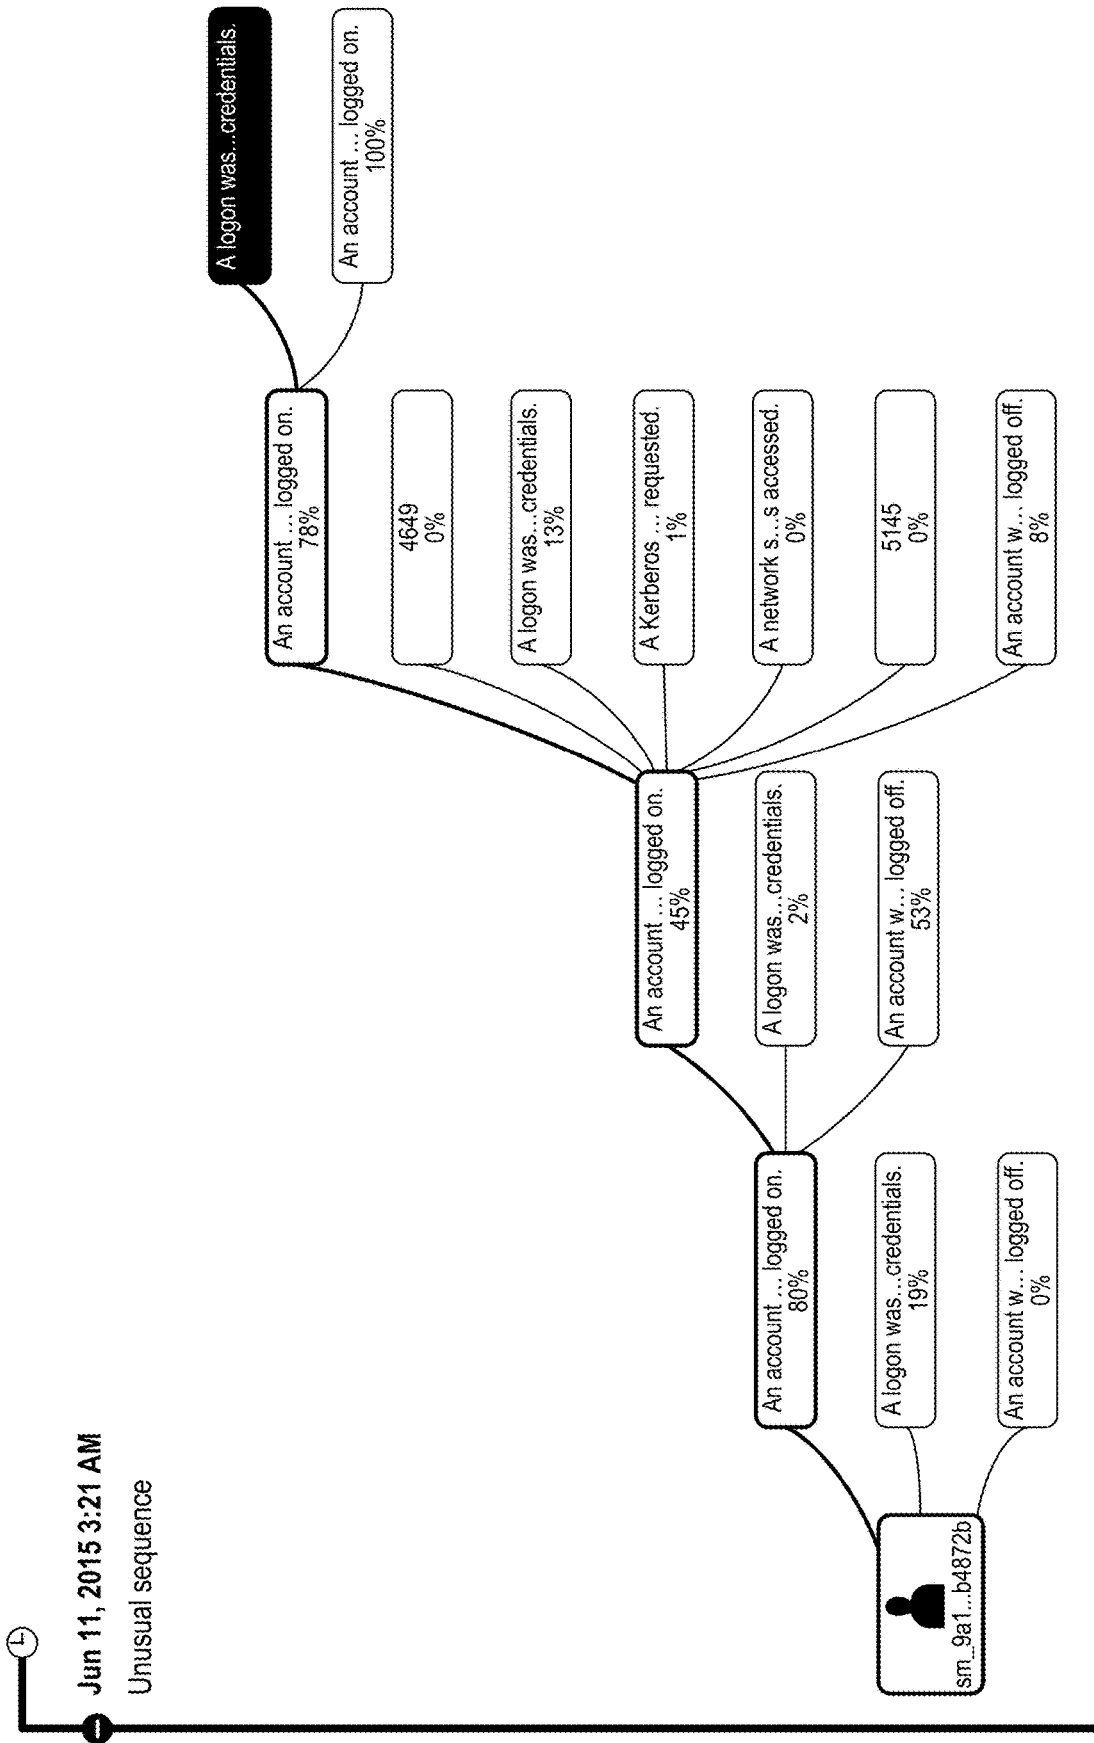 Jun 11, 2015 3:21 AM
Unusual sequence
sm_9a1...b4872b
An account ... logged on.
80%
A logon was...credentials.
19%
An account w... logged off.
0%
An account ... logged on.
45%
A logon was...credentials.
2%
An account w... logged off.
53%
An account ... logged on.
78%
4649
0%
A logon was...credentials.
13%
A Kerberos ... requested.
1%
A network s...s accessed.
0%
5145
0%
An account w... logged off.
8%
A logon was...credentials.
An account ... logged on.
100%